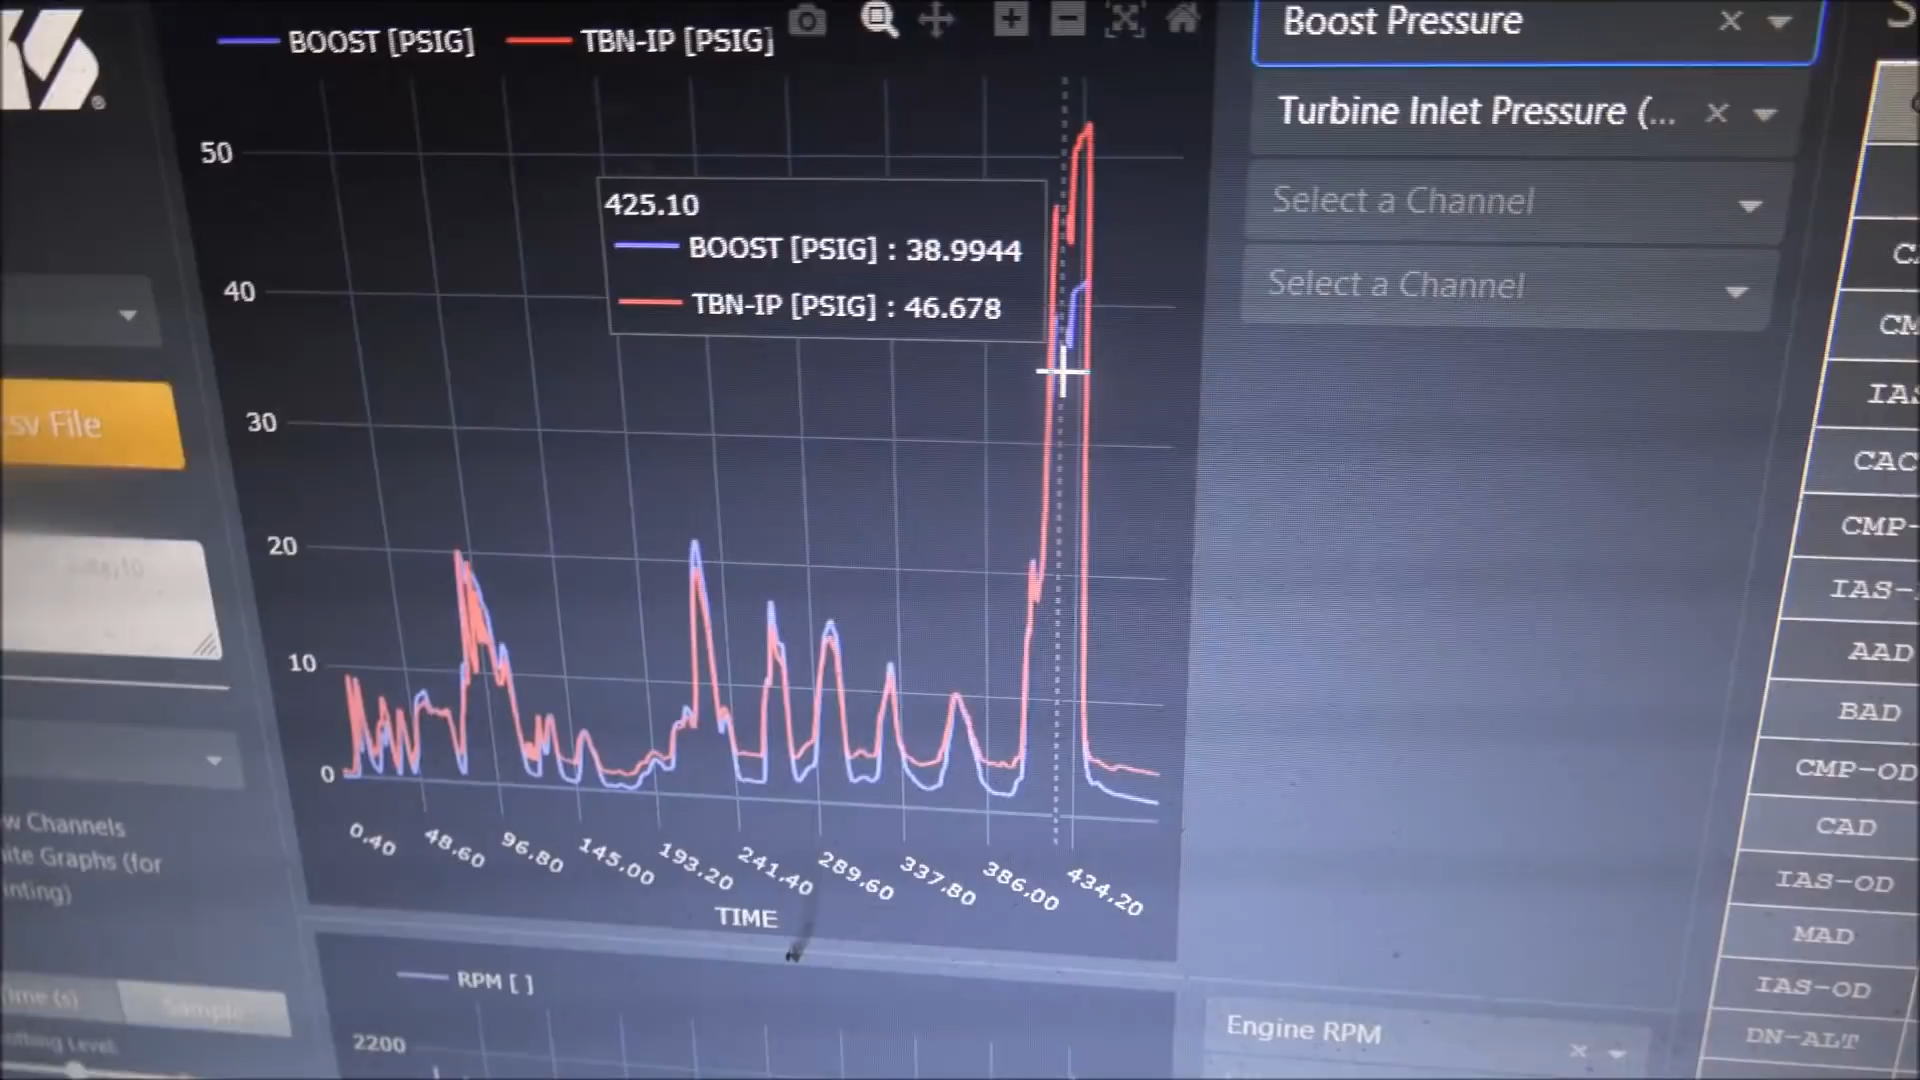 BOOST [PSIG] TBN-IP [PSIG]
50
40
30
20
10
0
425.10
BOOST [PSIG] : 38.9944
TBN-IP [PSIG] : 46.678
0.40 48.60 96.80 145.00 193.20 241.40 289.60 337.80 386.00 434.20
TIME
RPM [ ]
2200
Boost Pressure
Turbine Inlet Pressure (...
Select a Channel
Select a Channel
Engine RPM
sv File
w Channels
ite Graphs (for
inting)
ime (s) Sample
CM
IAS
CAC
CMP-
IAS-
AAD
BAD
CMP-OD
CAD
IAS-OD
MAD
IAS-OD
DN-ALT